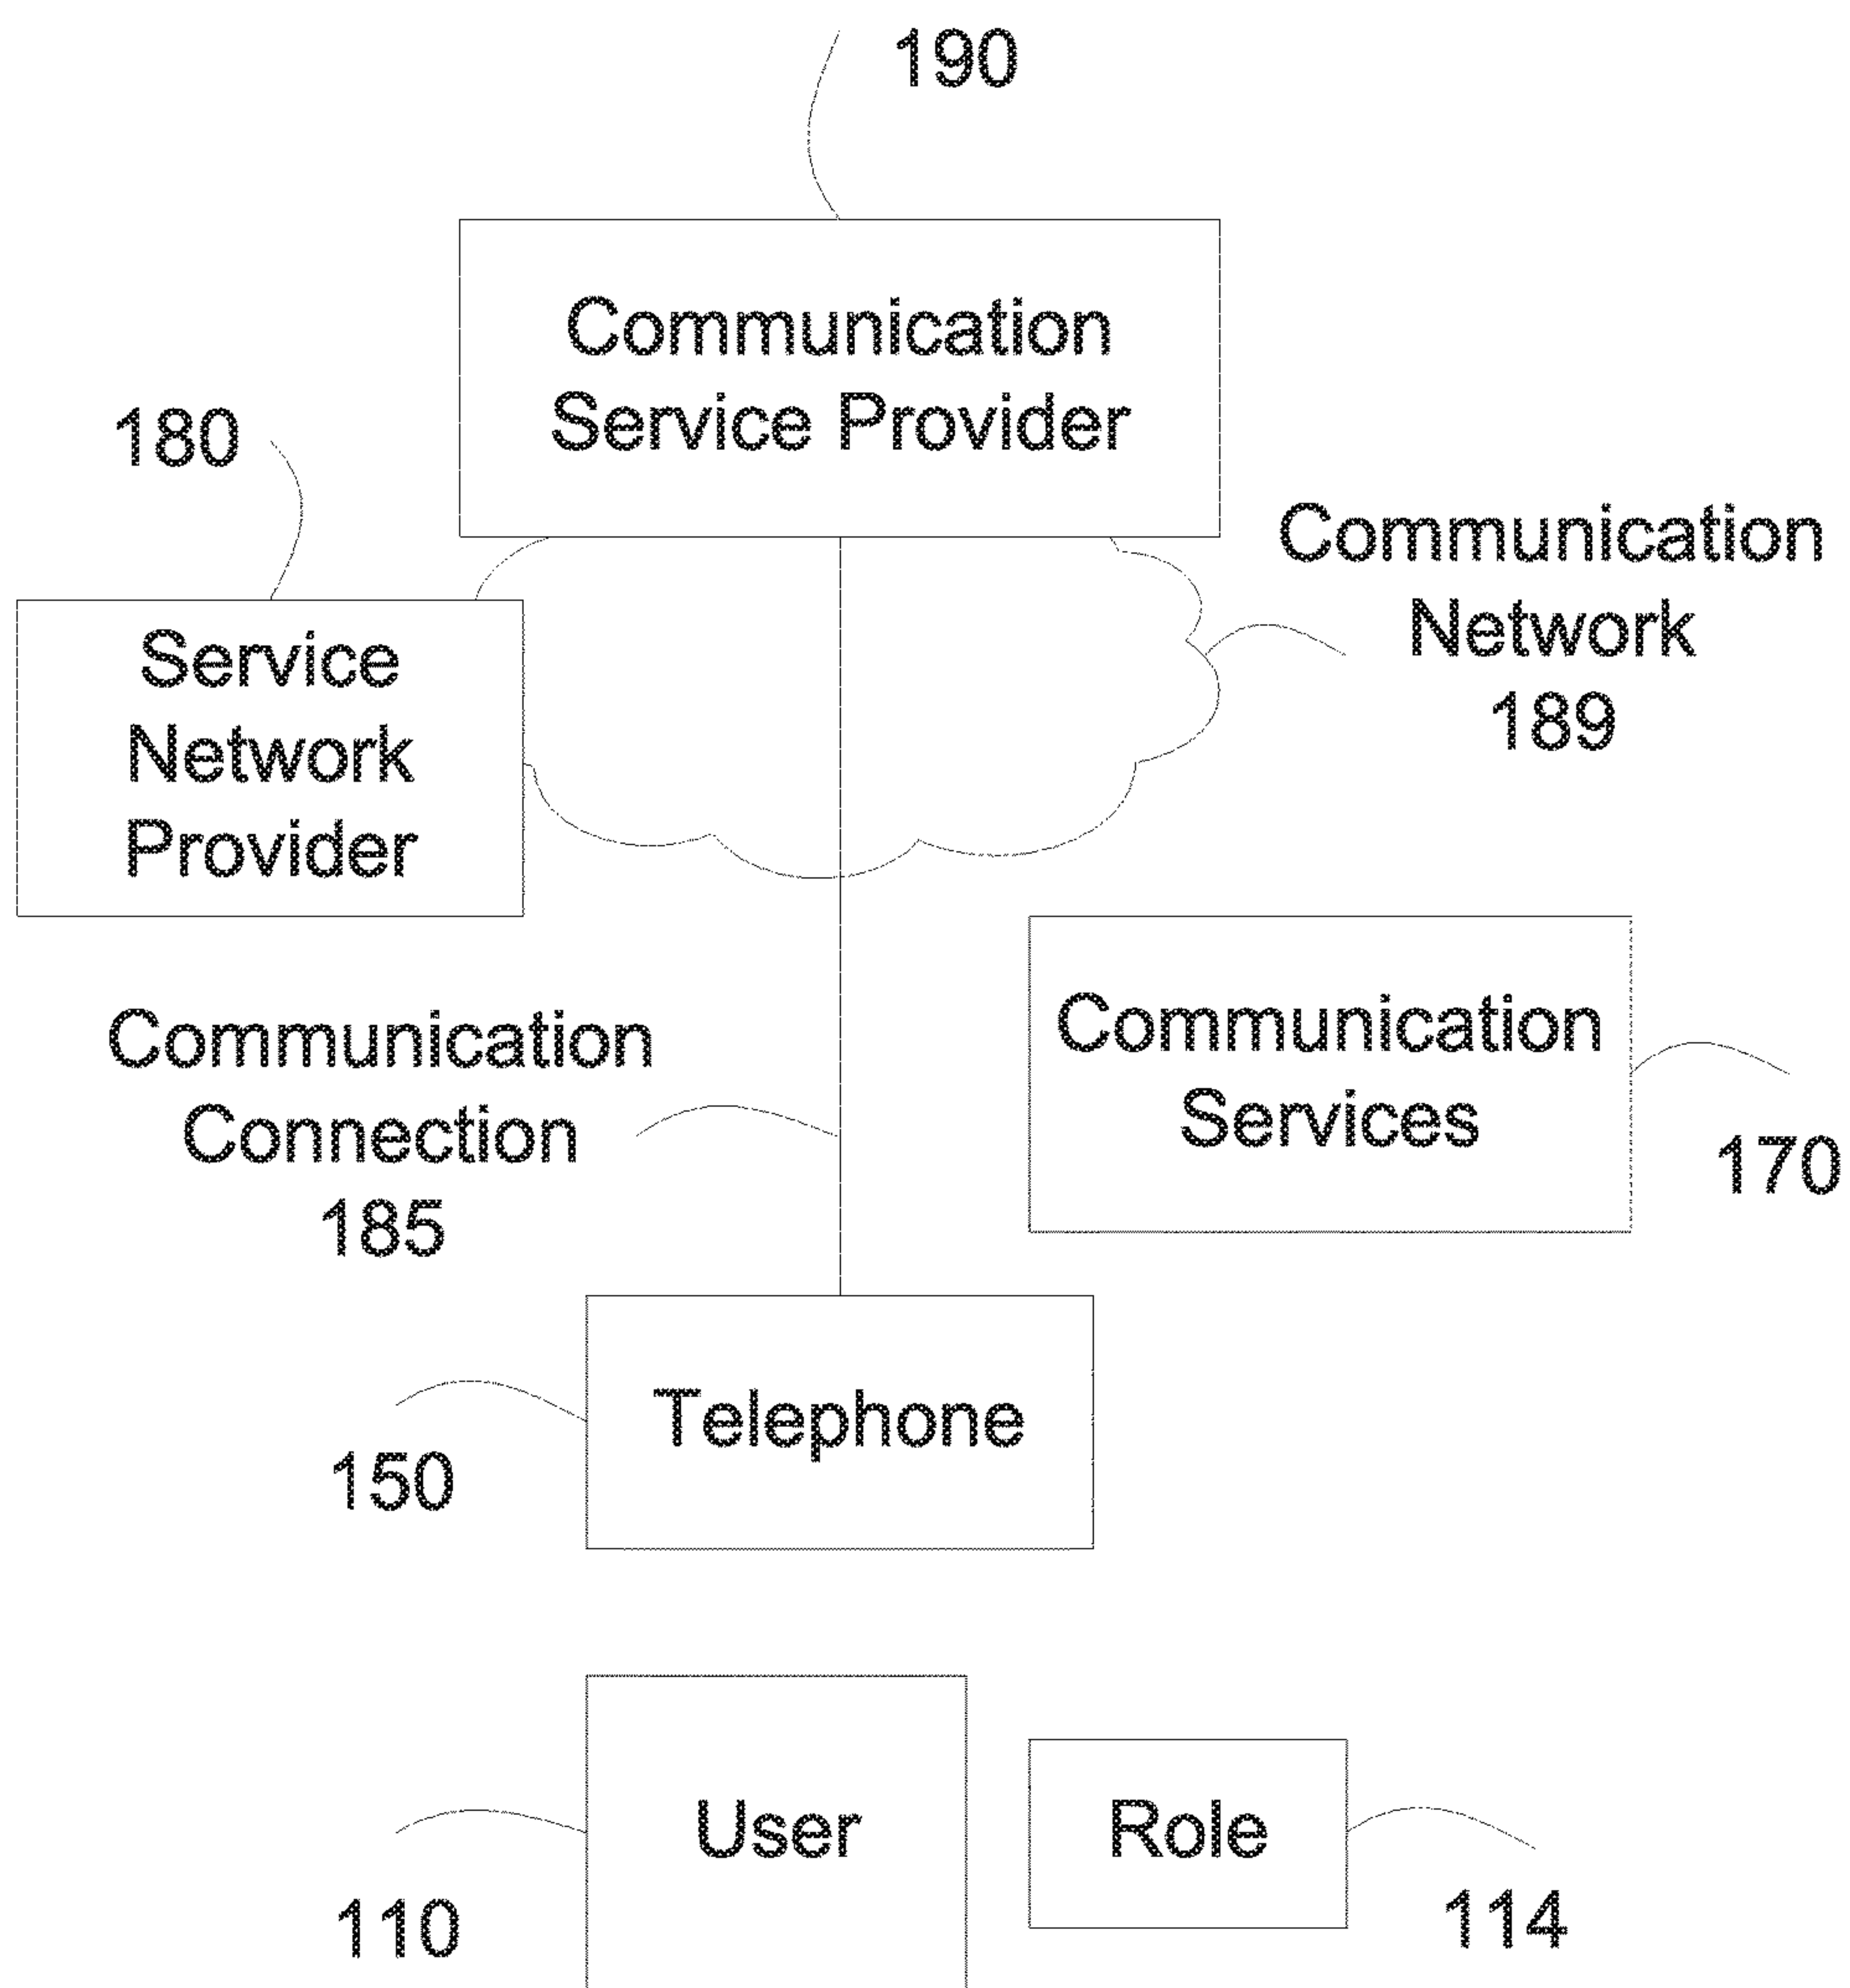 190
Communication
Service Provider
180
Communication
Network
189
Service
Network
Provider
Communication
Services
170
Communication
Connection
185
Telephone
150
User
110
Role
114